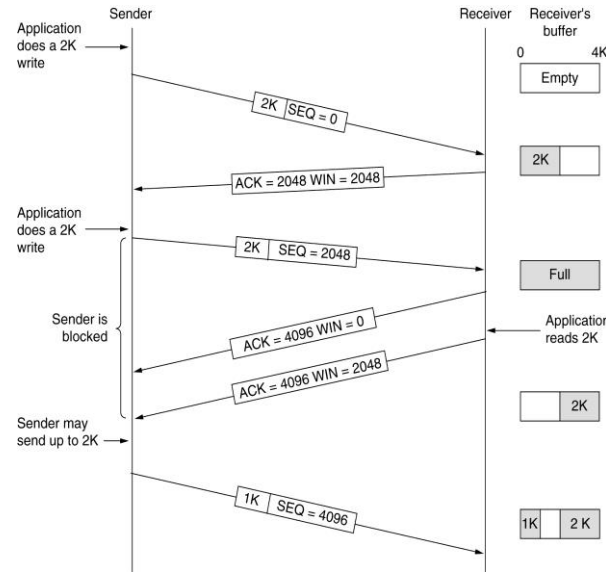 Sender
Receiver
Receiver's
buffer
Application
does a 2K
write
0 4K
Empty
2K SEQ = 0
2K
ACK = 2048 WIN = 2048
Application
does a 2K
write
2K SEQ = 2048
Full
Sender is
blocked
Application
reads 2K
ACK = 4096 WIN = 0
ACK = 4096 WIN = 2048
2K
Sender may
send up to 2K
1K SEQ = 4096
1K 2 K